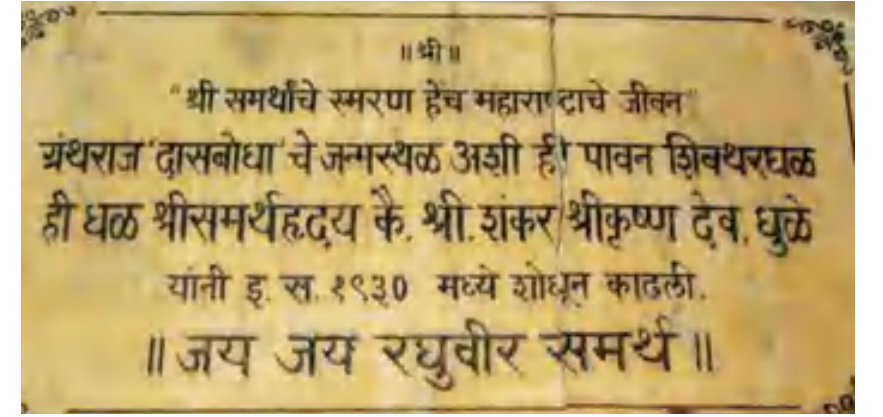 ॥ श्री ॥
"श्री समर्थांचे स्मरण हेंच महाराष्ट्राचे जीवन"
ग्रंथराज 'दासबोधा' चे जन्मस्थळ अशी ही पावन शिवथरघळ
ही घळ श्रीसमर्थहृदय कै. श्री. शंकर श्रीकृष्ण देव, धुळे
यांनी इ. स. १९३० मध्ये शोधून काढली.
॥ जय जय रघुवीर समर्थ ॥